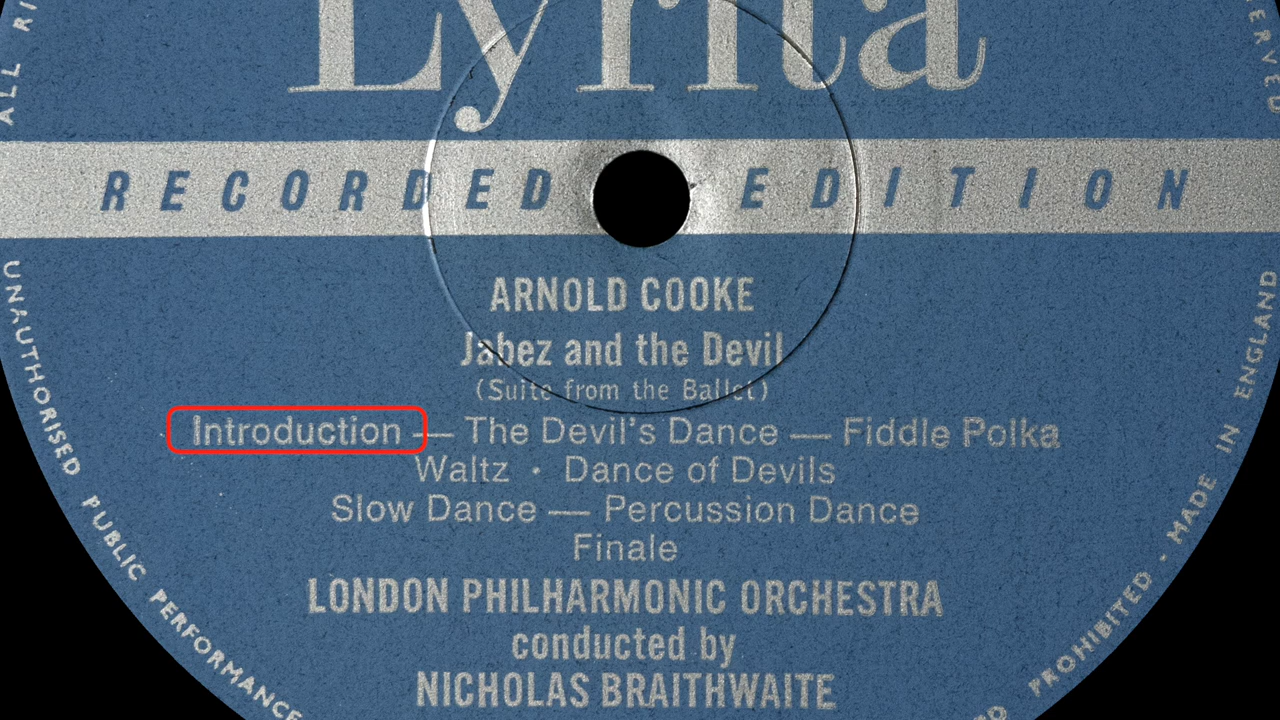 Lyrita
RECORDED EDITION
ARNOLD COOKE
Jabez and the Devil
(Suite from the Ballet)
Introduction — The Devil's Dance — Fiddle Polka
Waltz · Dance of Devils
Slow Dance — Percussion Dance
Finale
LONDON PHILHARMONIC ORCHESTRA
conducted by
NICHOLAS BRAITHWAITE
ALL
UNAUTHORISED PUBLIC PERFORMANCE
PROHIBITED · MADE IN ENGLAND